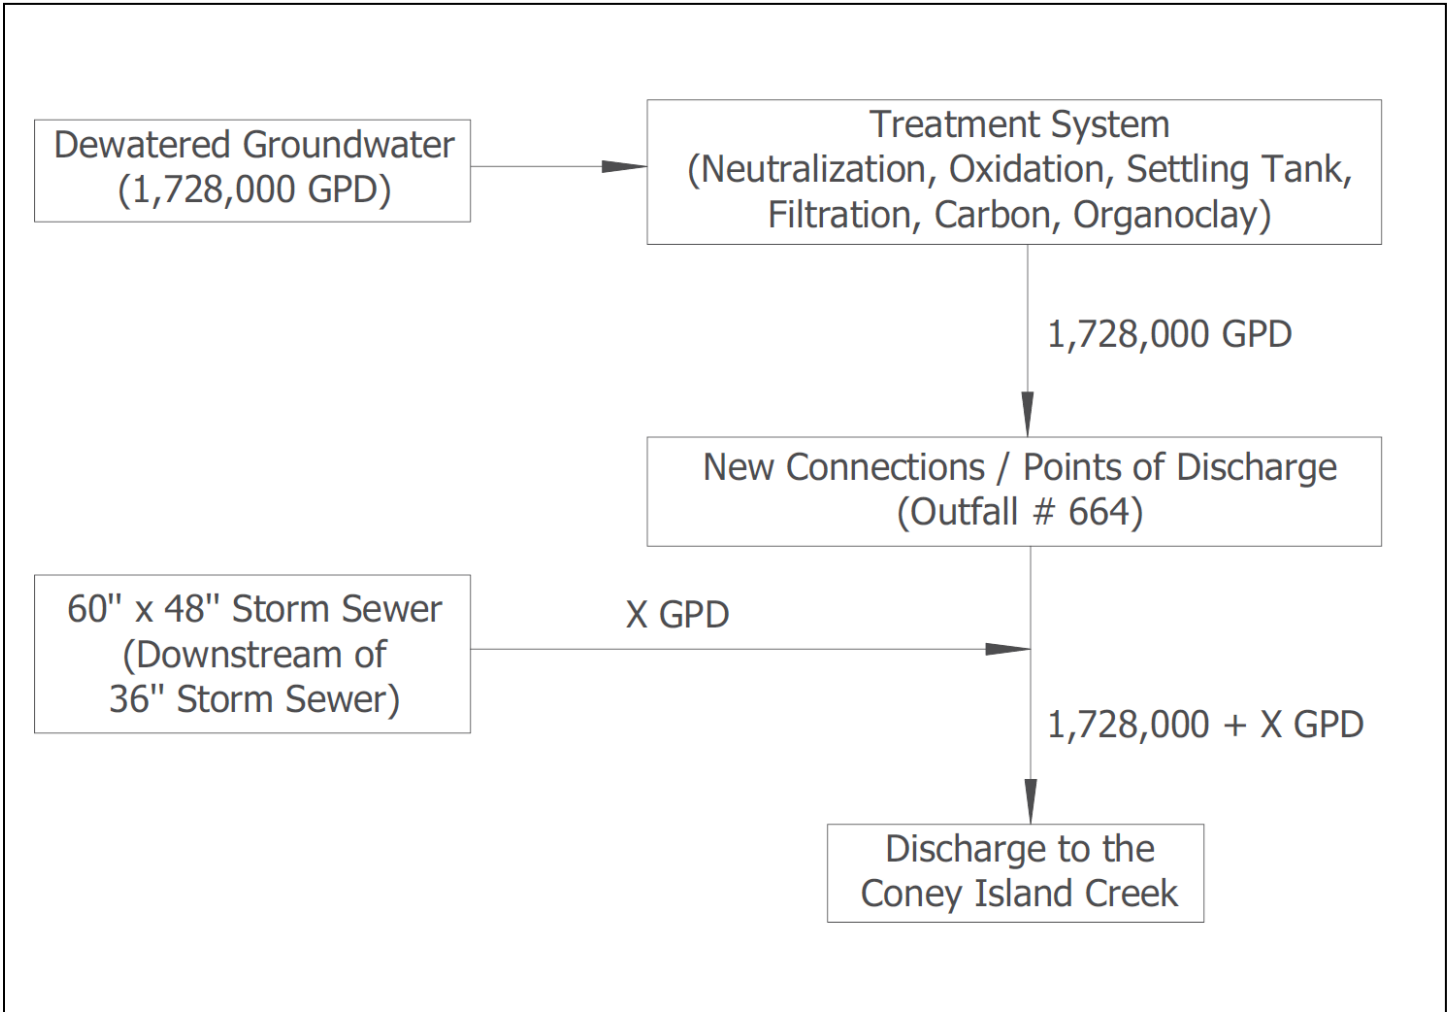 Dewatered Groundwater
(1,728,000 GPD)
Treatment System
(Neutralization, Oxidation, Settling Tank,
Filtration, Carbon, Organoclay)
1,728,000 GPD
New Connections / Points of Discharge
(Outfall # 664)
60" x 48" Storm Sewer
(Downstream of
36" Storm Sewer)
X GPD
1,728,000 + X GPD
Discharge to the
Coney Island Creek